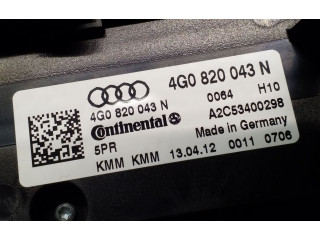 4G0 820 043 N
4G0 820 043 N
0064 H10
Continental
A2C53400298
5PR
Made in Germany
KMM KMM 13.04.12 0011 0706